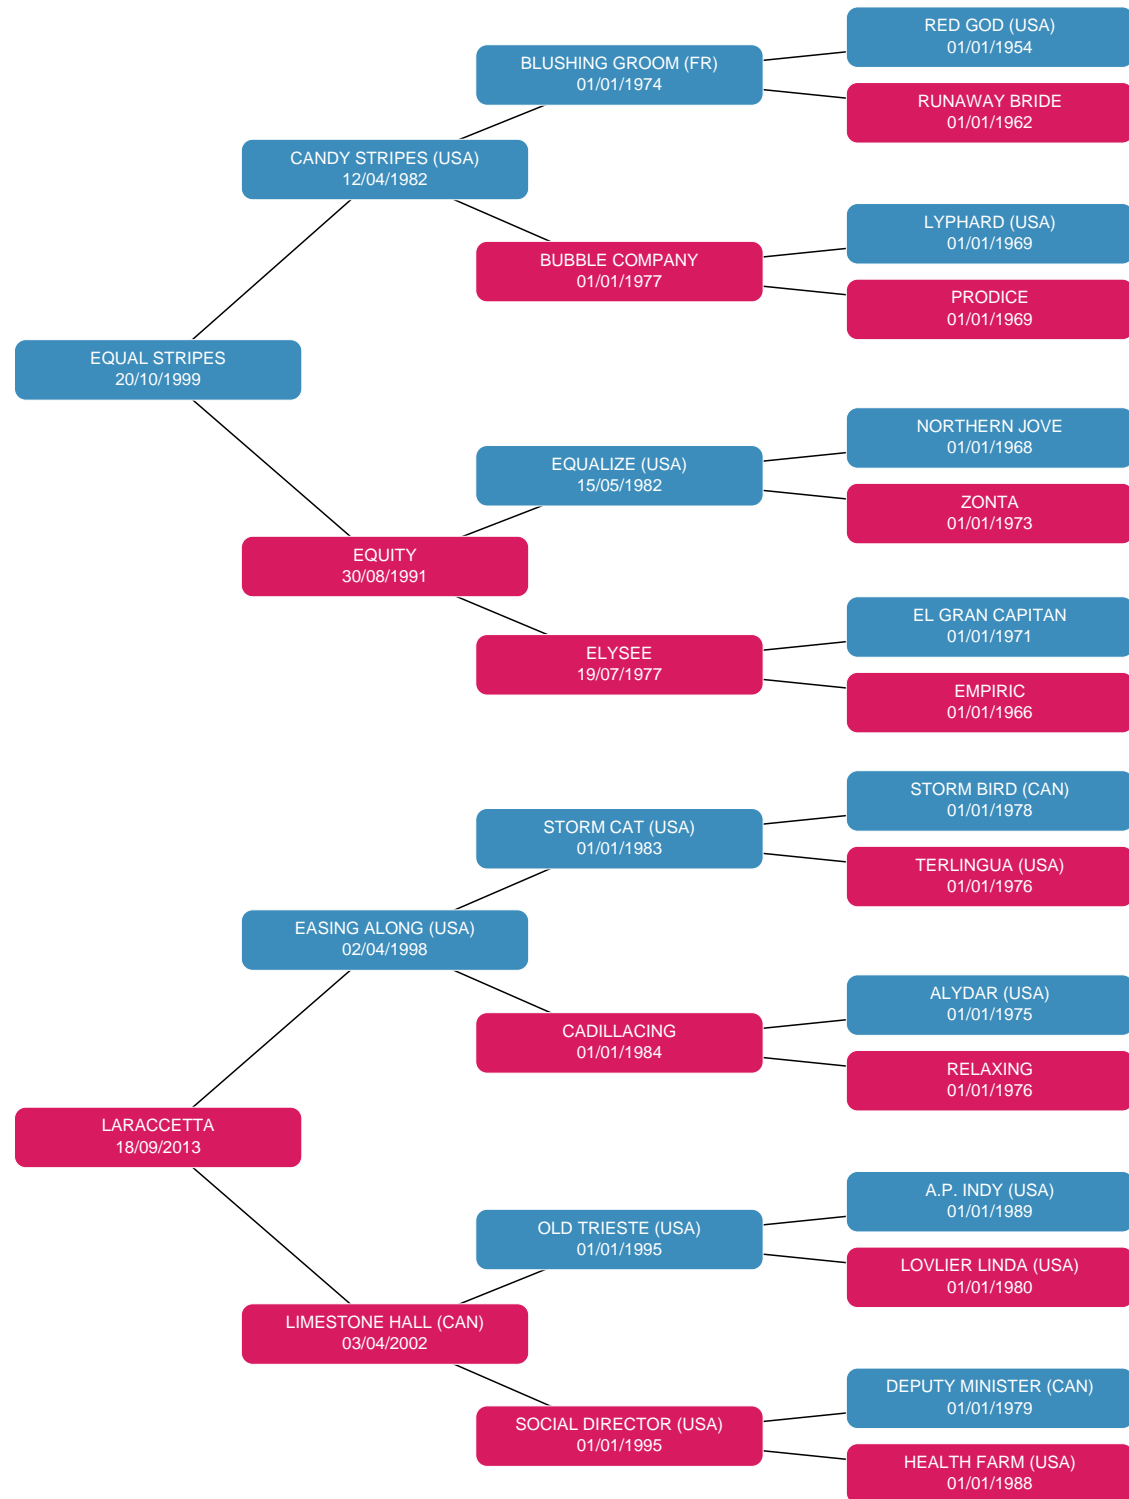 RED GOD (USA)
01/01/1954
BLUSHING GROOM (FR)
01/01/1974
RUNAWAY BRIDE
01/01/1962
CANDY STRIPES (USA)
12/04/1982
LYPHARD (USA)
01/01/1969
BUBBLE COMPANY
01/01/1977
PRODICE
01/01/1969
EQUAL STRIPES
20/10/1999
NORTHERN JOVE
01/01/1968
EQUALIZE (USA)
15/05/1982
ZONTA
01/01/1973
EQUITY
30/08/1991
EL GRAN CAPITAN
01/01/1971
ELYSEE
19/07/1977
EMPIRIC
01/01/1966
STORM BIRD (CAN)
01/01/1978
STORM CAT (USA)
01/01/1983
TERLINGUA (USA)
01/01/1976
EASING ALONG (USA)
02/04/1998
ALYDAR (USA)
01/01/1975
CADILLACING
01/01/1984
RELAXING
01/01/1976
LARACCETTA
18/09/2013
A.P. INDY (USA)
01/01/1989
OLD TRIESTE (USA)
01/01/1995
LOVLIER LINDA (USA)
01/01/1980
LIMESTONE HALL (CAN)
03/04/2002
DEPUTY MINISTER (CAN)
01/01/1979
SOCIAL DIRECTOR (USA)
01/01/1995
HEALTH FARM (USA)
01/01/1988